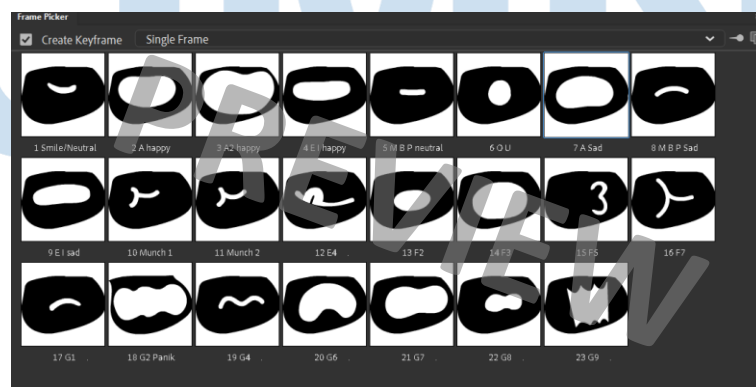 Frame Picker
Create Keyframe Single Frame
1 Smile/Neutral 2 A happy 3 A2 happy 4 E I happy 5 M B P neutral 6 O U 7 A Sad 8 M B P Sad
9 E I sad 10 Munch 1 11 Munch 2 12 E4 . 13 F2 14 F3 15 F5 16 F7
17 G1 . 18 G2 Panik 19 G4 . 20 G6 . 21 G7 . 22 G8 . 23 G9 .
PREVIEW